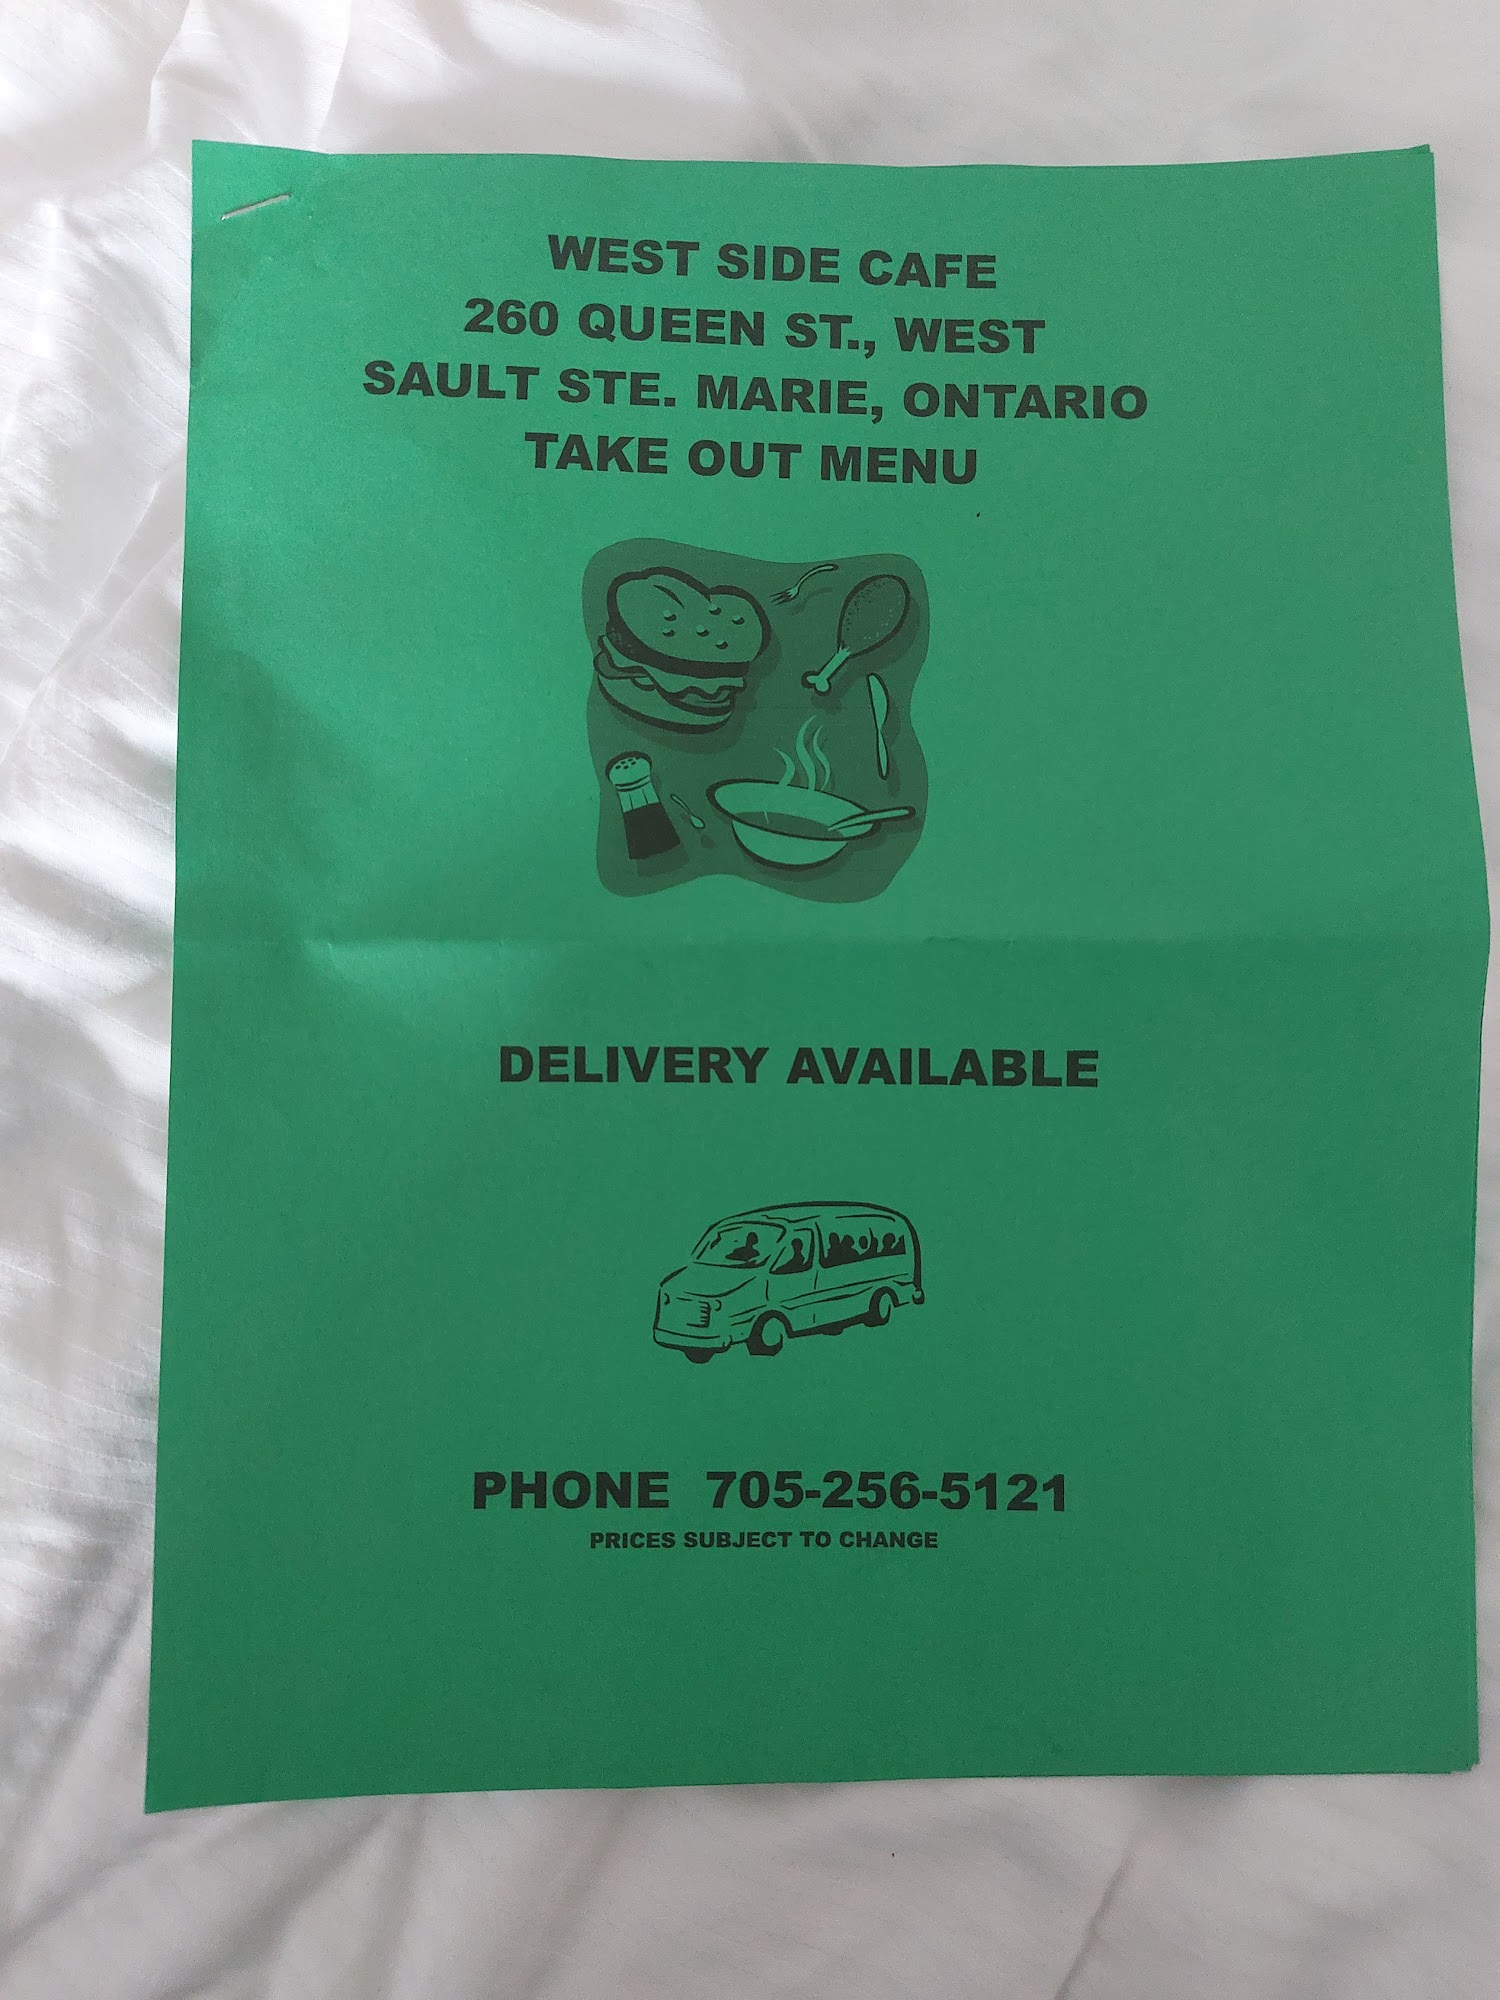 WEST SIDE CAFE
260 QUEEN ST., WEST
SAULT STE. MARIE, ONTARIO
TAKE OUT MENU
DELIVERY AVAILABLE
PHONE 705-256-5121
PRICES SUBJECT TO CHANGE